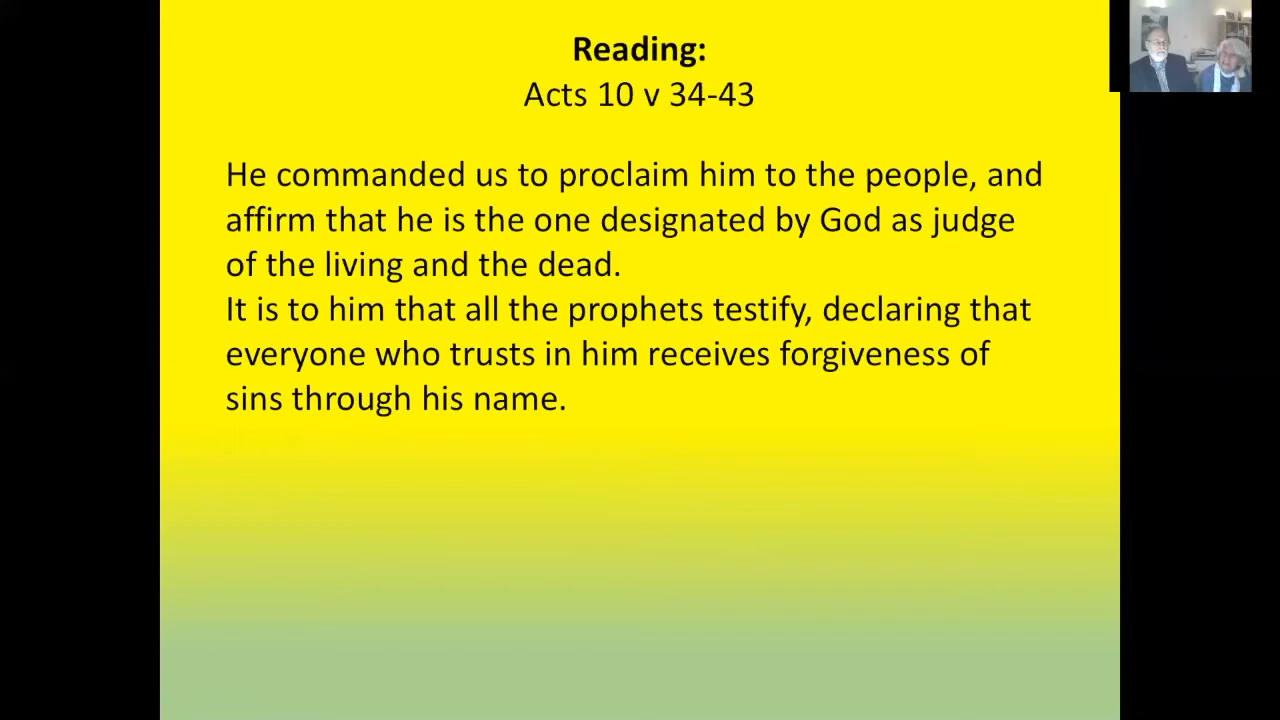 Reading:
Acts 10 v 34-43
He commanded us to proclaim him to the people, and
affirm that he is the one designated by God as judge
of the living and the dead.
It is to him that all the prophets testify, declaring that
everyone who trusts in him receives forgiveness of
sins through his name.